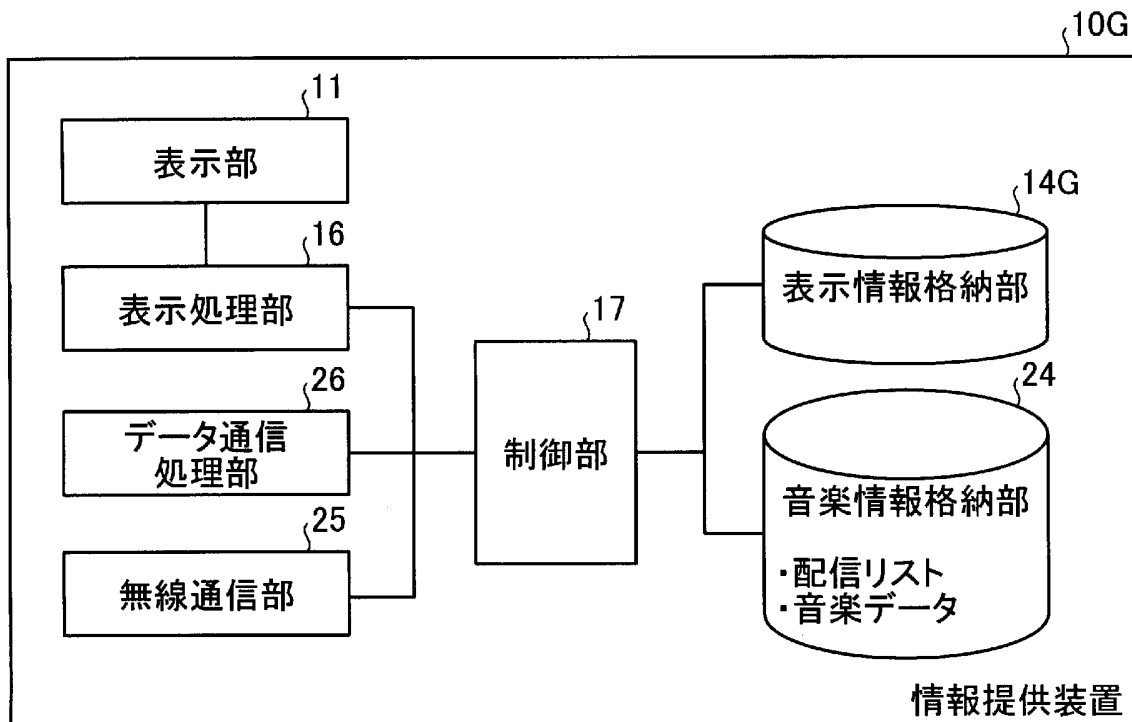 10G
11
表示部
16
表示処理部
26
データ通信
処理部
25
無線通信部
17
制御部
14G
表示情報格納部
24
音楽情報格納部
・配信リスト
・音楽データ
情報提供装置